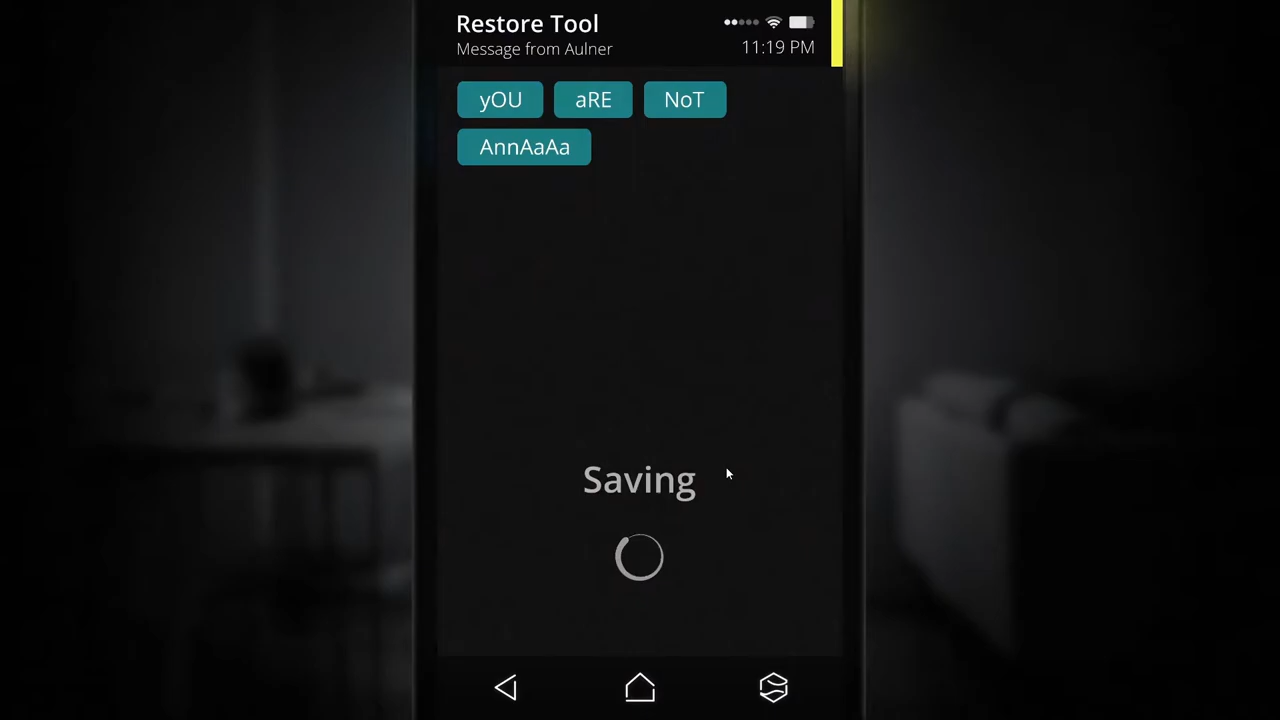 Restore Tool
Message from Aulner
11:19 PM
yOU aRE NoT
AnnAaAa
Saving